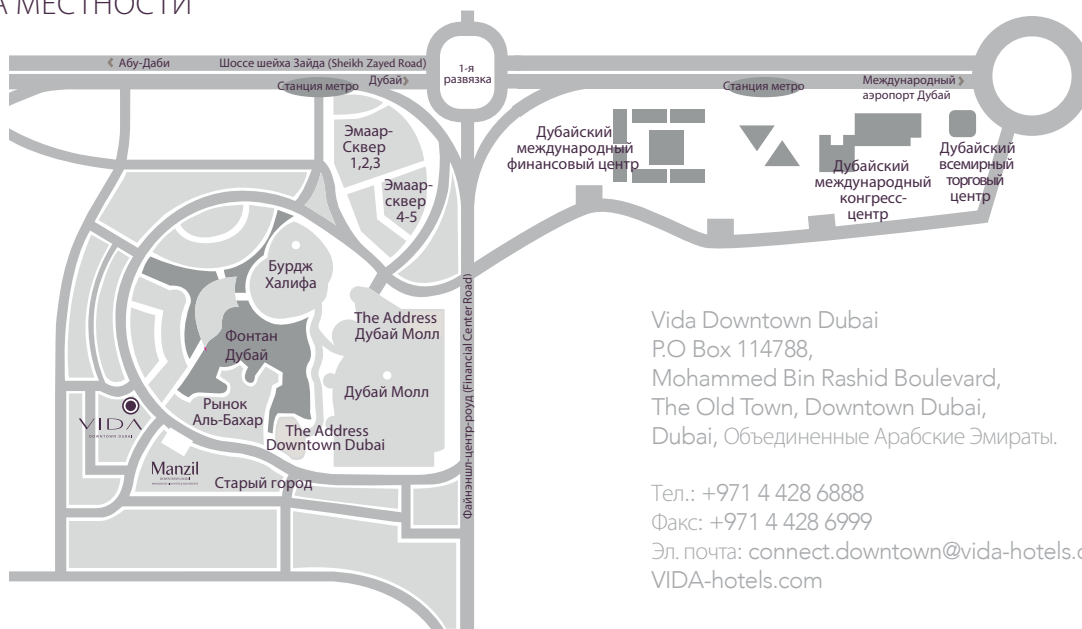 А МЕСТНОСТИ
Абу-Даби
Шоссе шейха Зайда (Sheikh Zayed Road)
Станция метро
Дубай
1-я
развязка
Станция метро
Международный
аэропорт Дубай
Эмаар-
Сквер
1,2,3
Эмаар-
сквер
4-5
Дубайский
международный
финансовый центр
Дубайский
международный
конгресс-
центр
Дубайский
всемирный
торговый
центр
Бурдж
Халифа
The Address
Дубай Молл
Фонтан
Дубай
Дубай Молл
Рынок
Аль-Бахар
The Address
Downtown Dubai
Файнэншл-центр-роуд (Financial Center Road)
VIDA
DOWNTOWN DUBAI
Manzil
Старый город
Vida Downtown Dubai
P.O Box 114788,
Mohammed Bin Rashid Boulevard,
The Old Town, Downtown Dubai,
Dubai, Объединенные Арабские Эмираты.
Тел.: +971 4 428 6888
Факс: +971 4 428 6999
Эл. почта: connect.downtown@vida-hotels.c
VIDA-hotels.com